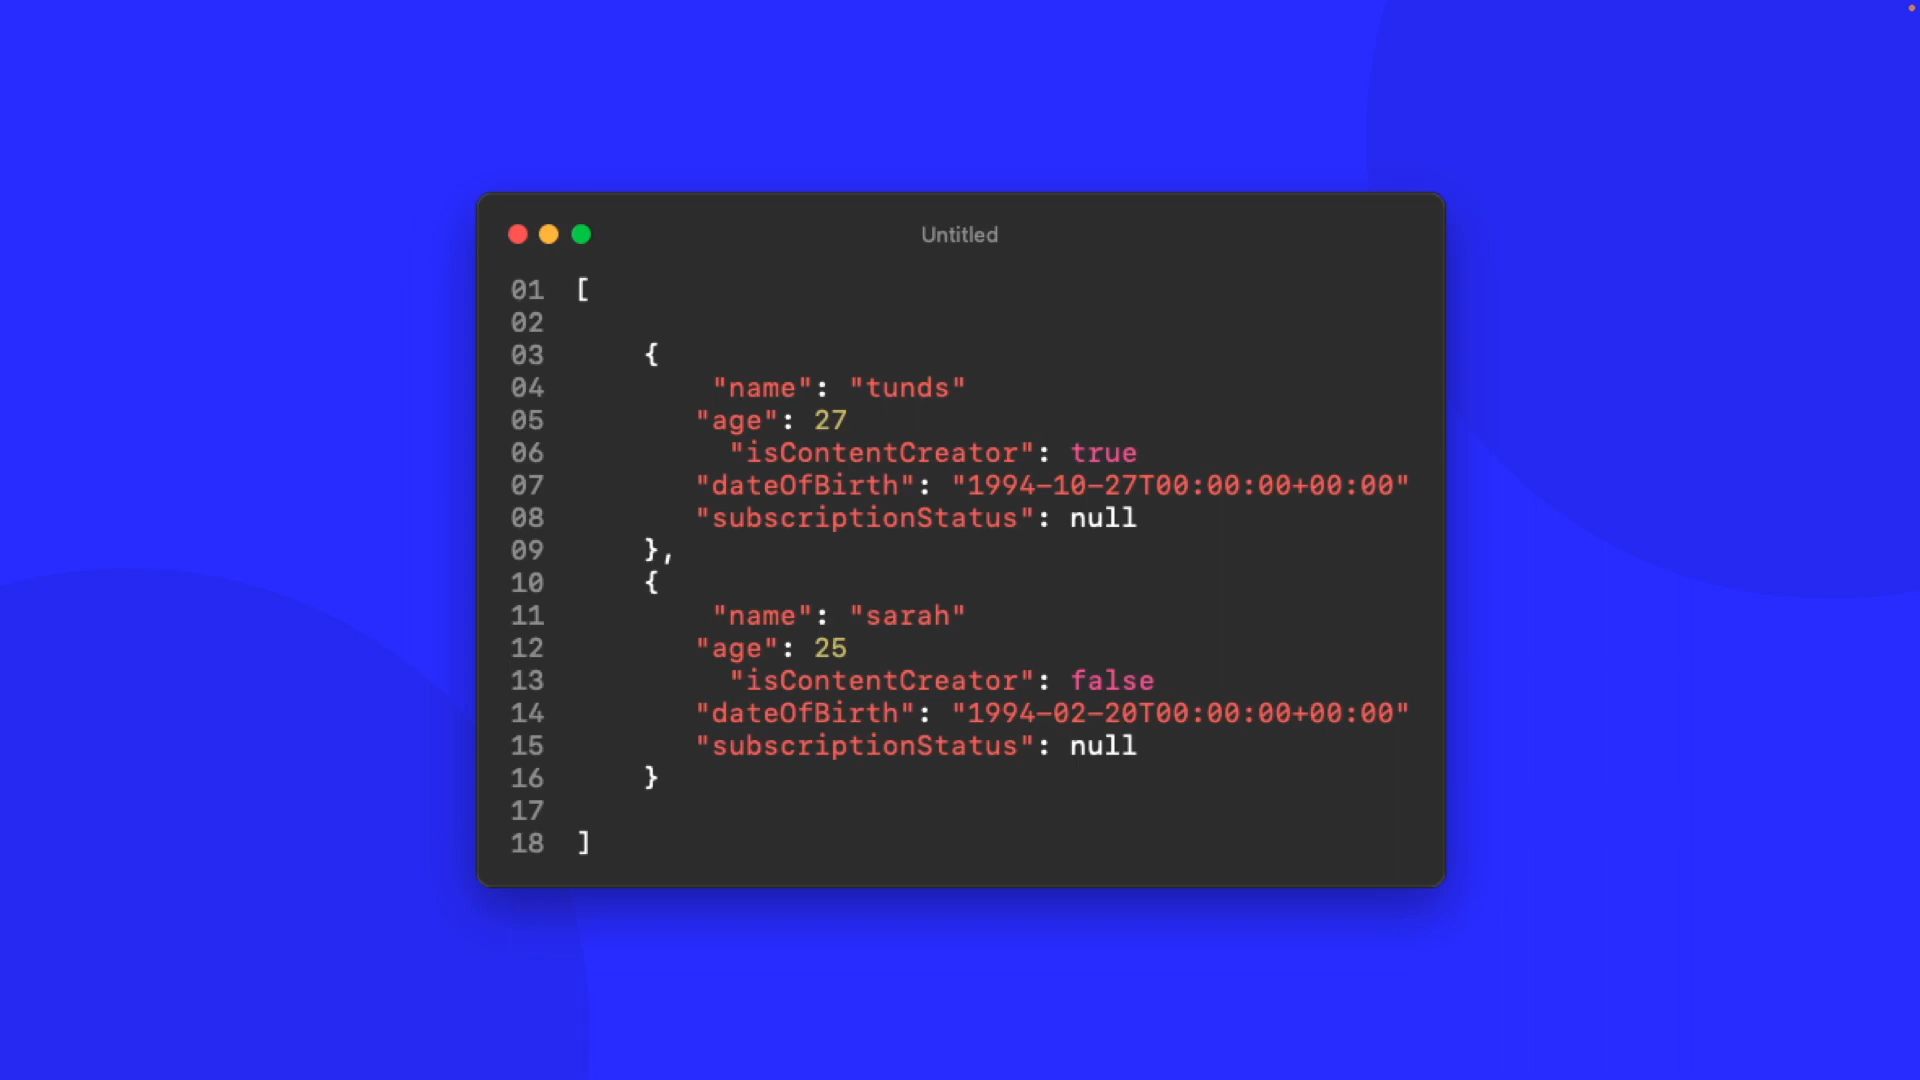 Untitled
01 [
02
03 {
04 "name": "tunds"
05 "age": 27
06 "isContentCreator": true
07 "dateOfBirth": "1994-10-27T00:00:00+00:00"
08 "subscriptionStatus": null
09 },
10 {
11 "name": "sarah"
12 "age": 25
13 "isContentCreator": false
14 "dateOfBirth": "1994-02-20T00:00:00+00:00"
15 "subscriptionStatus": null
16 }
17
18 ]